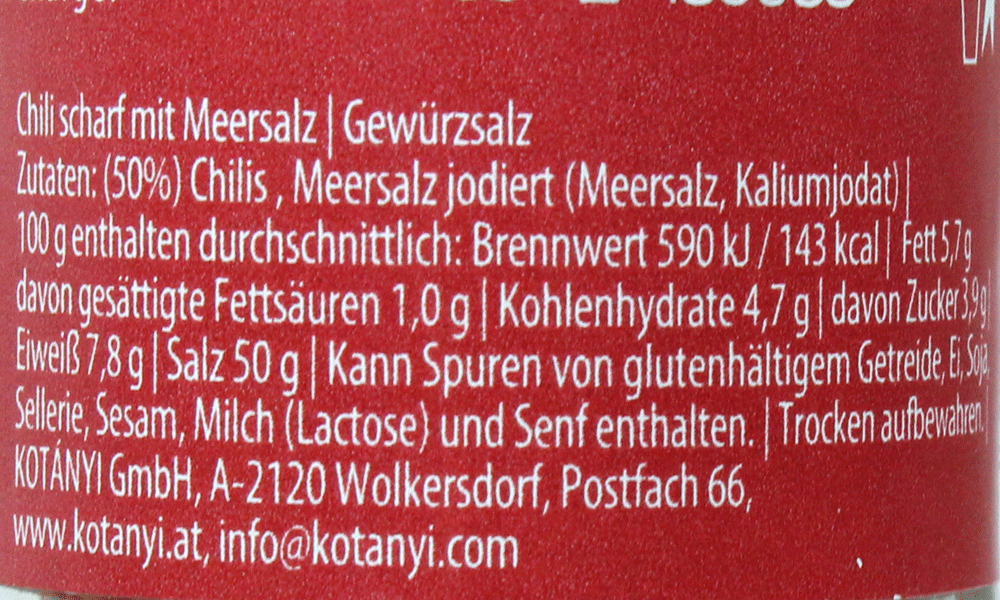 Chili scharf mit Meersalz | Gewürzsalz
Zutaten: (50%) Chilis , Meersalz jodiert (Meersalz, Kaliumjodat) |
100 g enthalten durchschnittlich: Brennwert 590 kJ / 143 kcal | Fett 5,7 g
davon gesättigte Fettsäuren 1,0 g | Kohlenhydrate 4,7 g | davon Zucker 3,9 g |
Eiweiß 7,8 g | Salz 50 g | Kann Spuren von glutenhältigem Getreide, Ei, Soja,
Sellerie, Sesam, Milch (Lactose) und Senf enthalten. | Trocken aufbewahren. |
KOTÁNYI GmbH, A-2120 Wolkersdorf, Postfach 66,
www.kotanyi.at, info@kotanyi.com